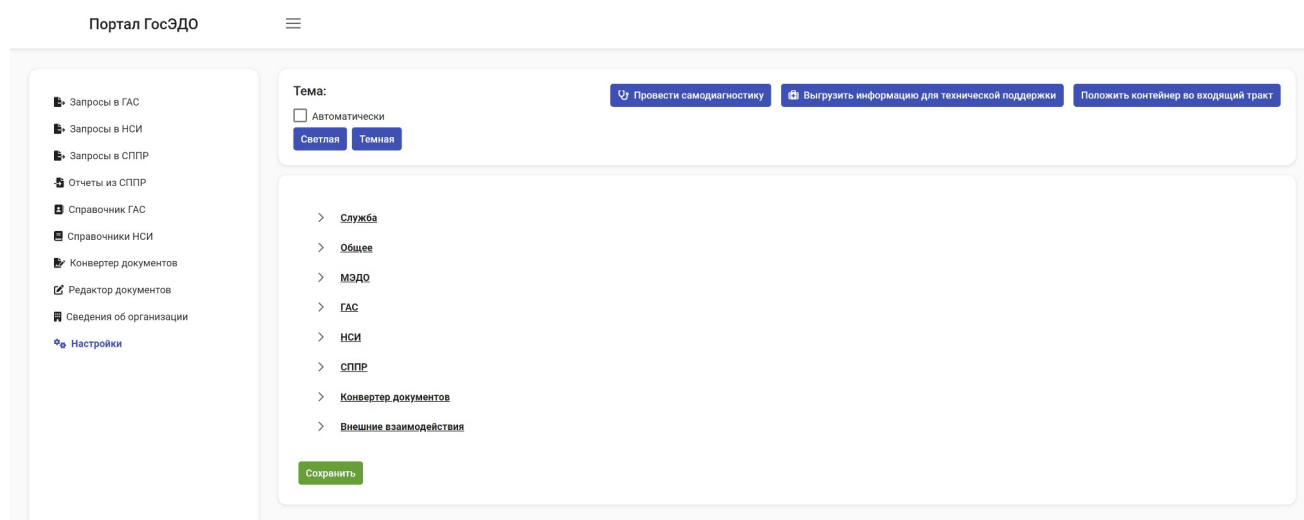 Портал ГосЭДО
Запросы в ГАС
Запросы в НСИ
Запросы в СППР
Отчеты из СППР
Справочник ГАС
Справочники НСИ
Конвертер документов
Редактор документов
Сведения об организации
Настройки
Тема:
Провести самодиагностику
Выгрузить информацию для технической поддержки
Положить контейнер во входящий тракт
Автоматически
Светлая
Темная
Служба
Общее
МЭДО
ГАС
НСИ
СППР
Конвертер документов
Внешние взаимодействия
Сохранить